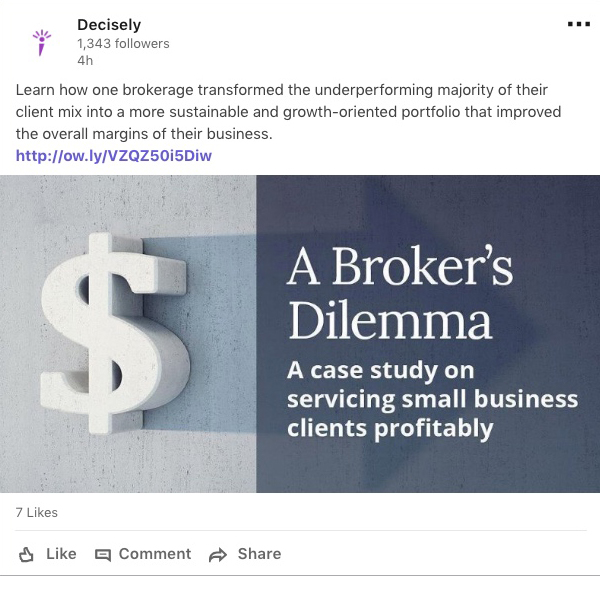 Decisely
1,343 followers
4h
Learn how one brokerage transformed the underperforming majority of their
client mix into a more sustainable and growth-oriented portfolio that improved
the overall margins of their business.
http://ow.ly/VZQZ50i5Diw
A Broker’s
Dilemma
A case study on
servicing small business
clients profitably
7 Likes
Like Comment Share